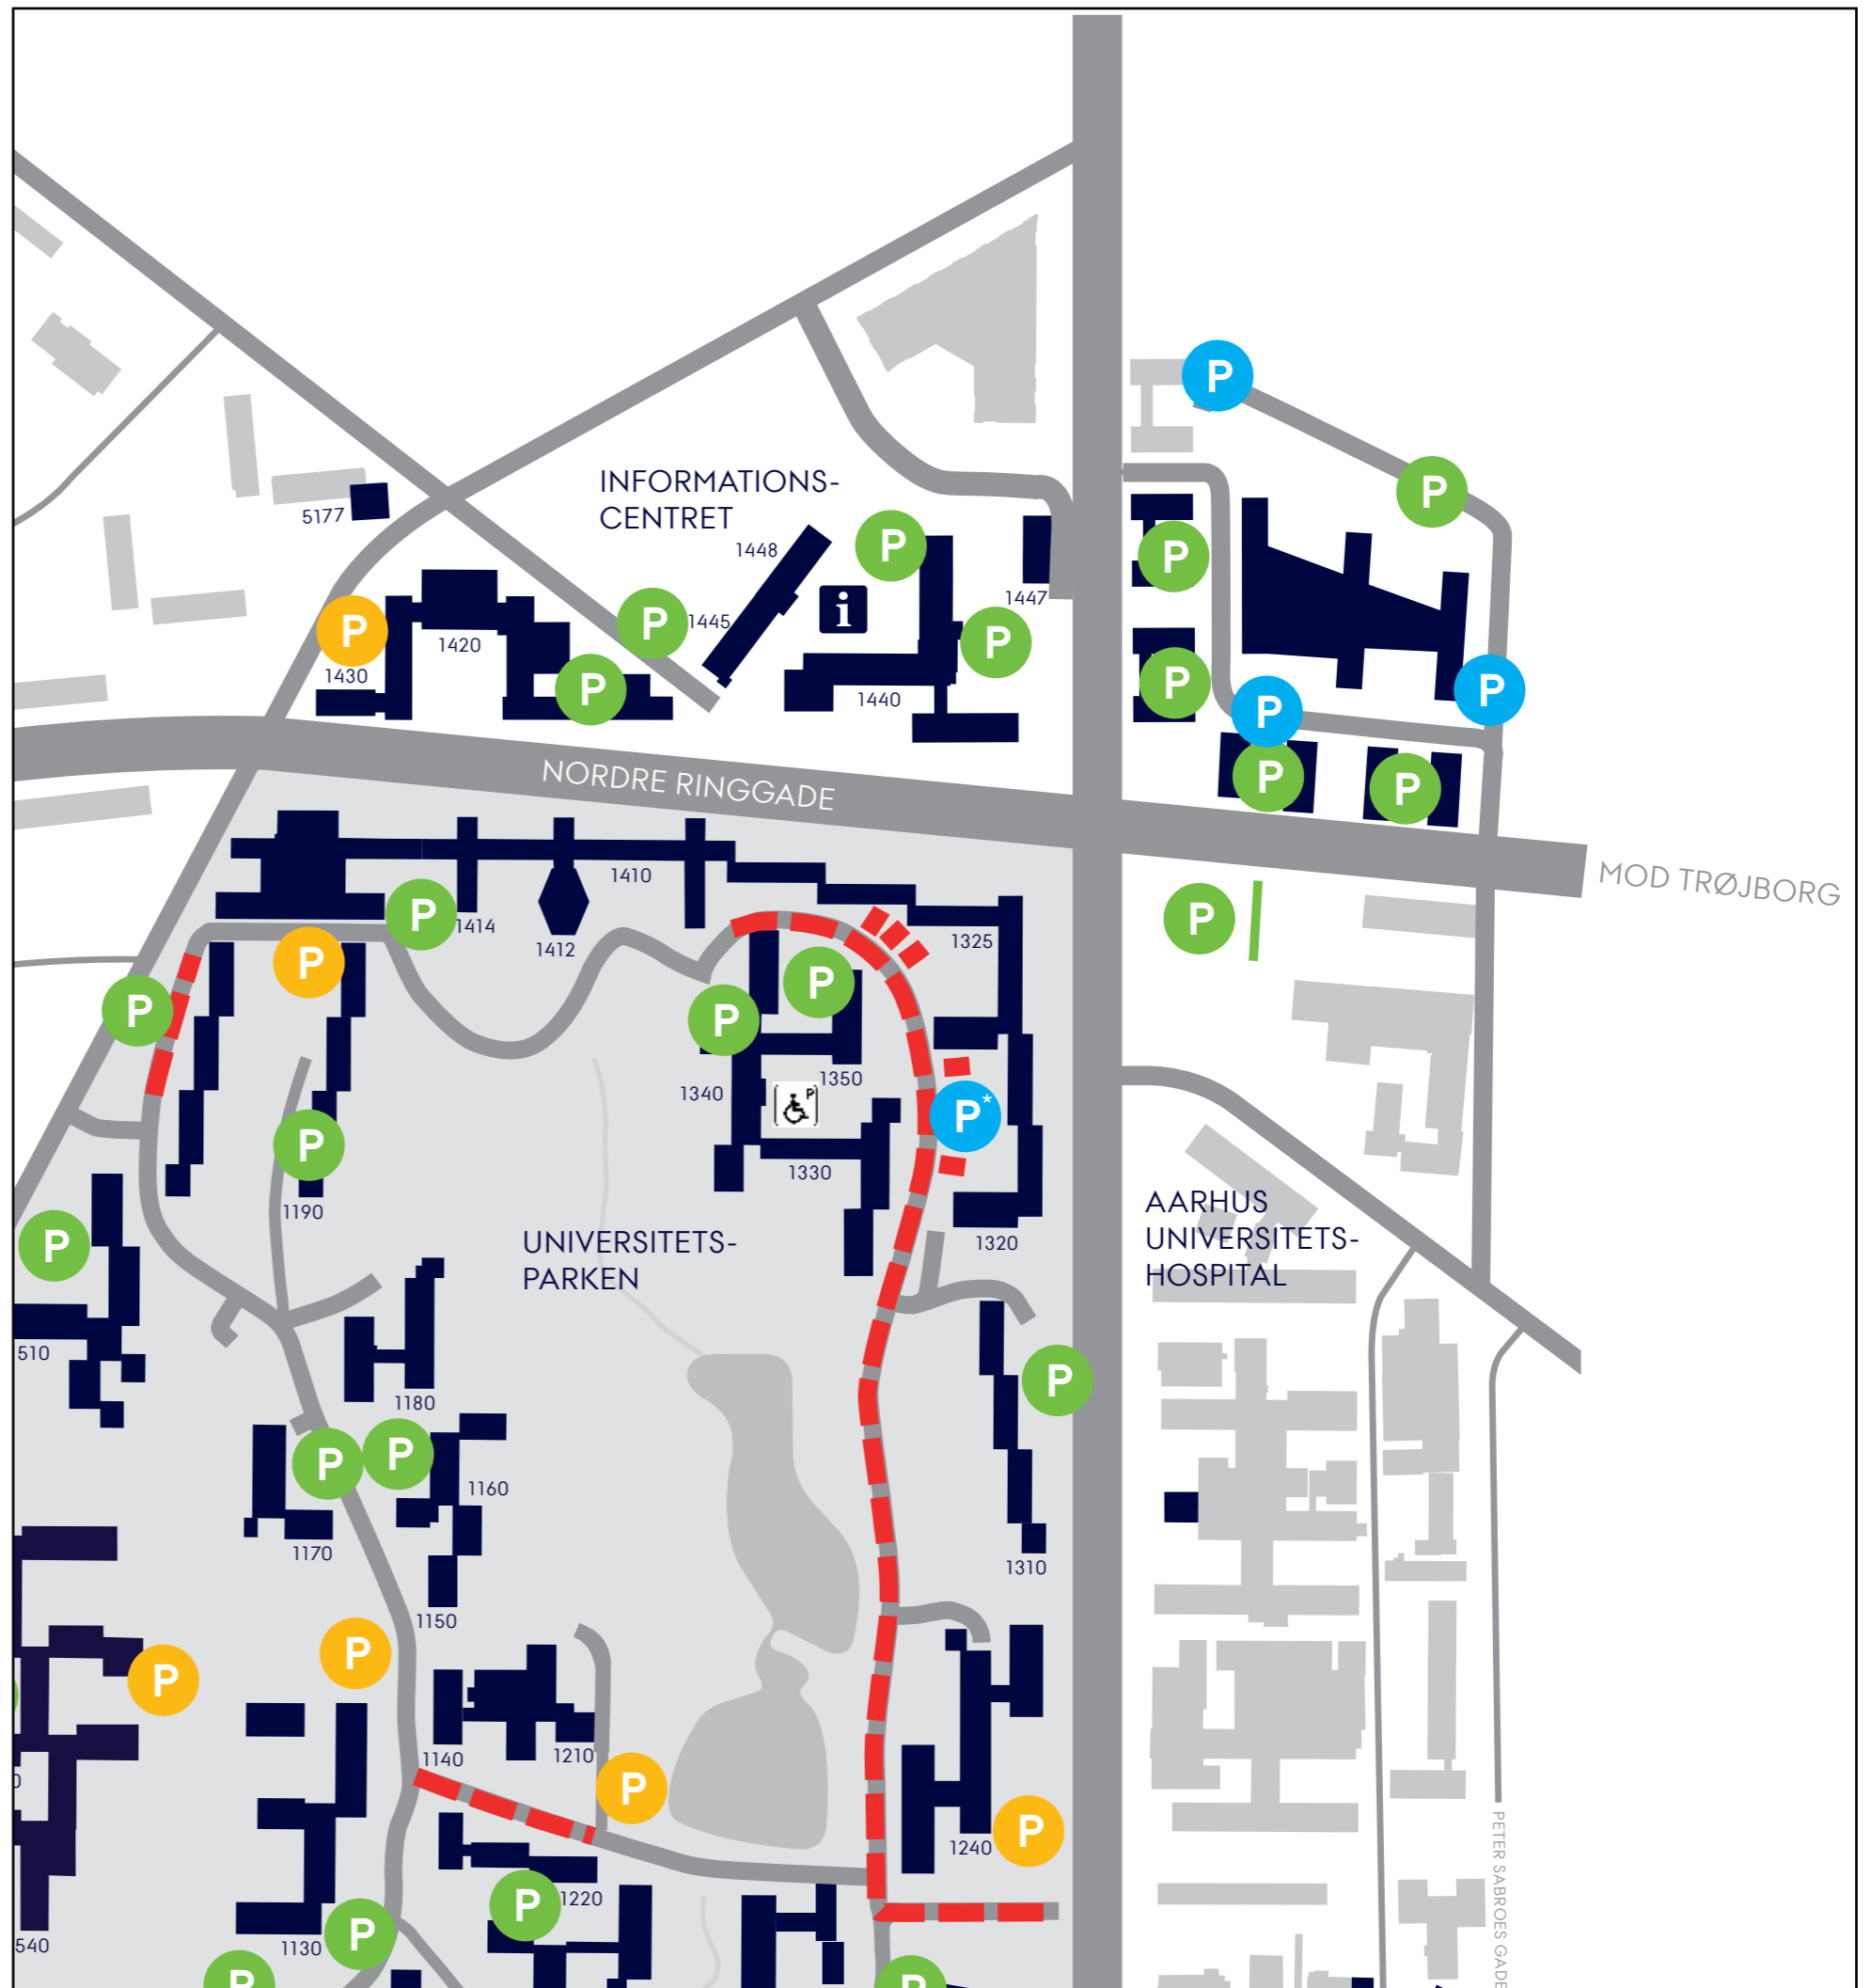 P
P
INFORMATIONS-
CENTRET
5177
1448
P
P
i
1447
P
1445
P
P
1420
1430
P
P
1440
P
P
P
NORDRE RINGGADE
P
P
MOD TRØJBORG
1410
P
1414
1412
P
1325
P
P
P
P
1350
1340
P
P*
P
1330
1190
AARHUS
UNIVERSITETS-
HOSPITAL
UNIVERSITETS-
PARKEN
1320
P
510
P
1180
P
P
1160
1170
1310
1150
P
P
1140
1210
P
P
1240
PETER SABROES GADE
P
1220
P
1130
540
P
P